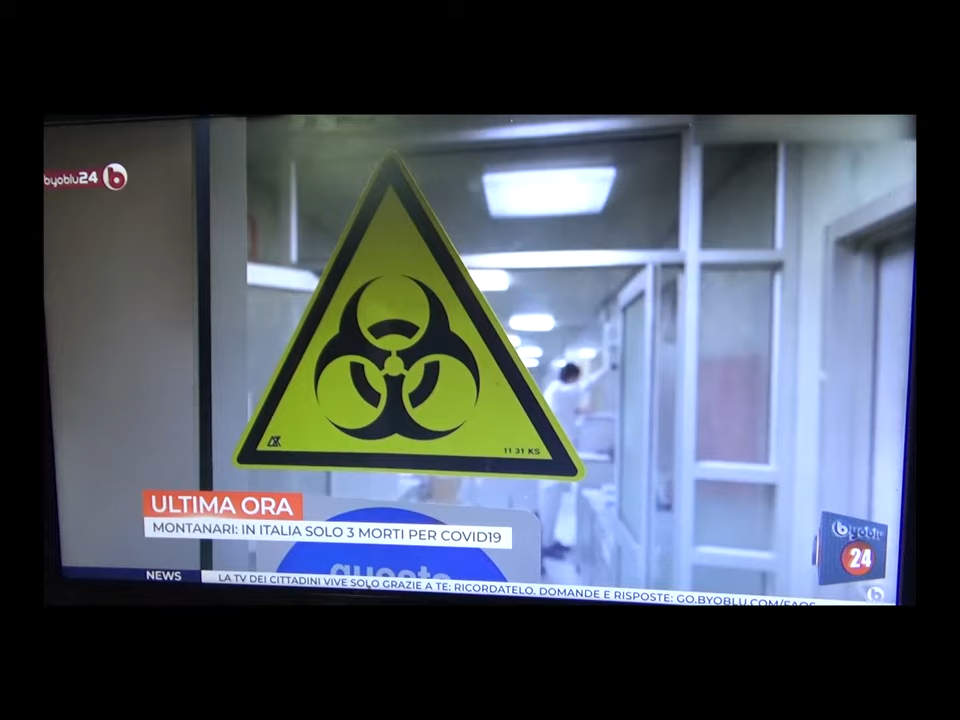 byoblu24 b
11 31 KS
ULTIMA ORA
MONTANARI: IN ITALIA SOLO 3 MORTI PER COVID19
questo
byoblu
24
NEWS
LA TV DEI CITTADINI VIVE SOLO GRAZIE A TE: RICORDATELO. DOMANDE E RISPOSTE: GO.BYOBLU.COM/FAQS
b